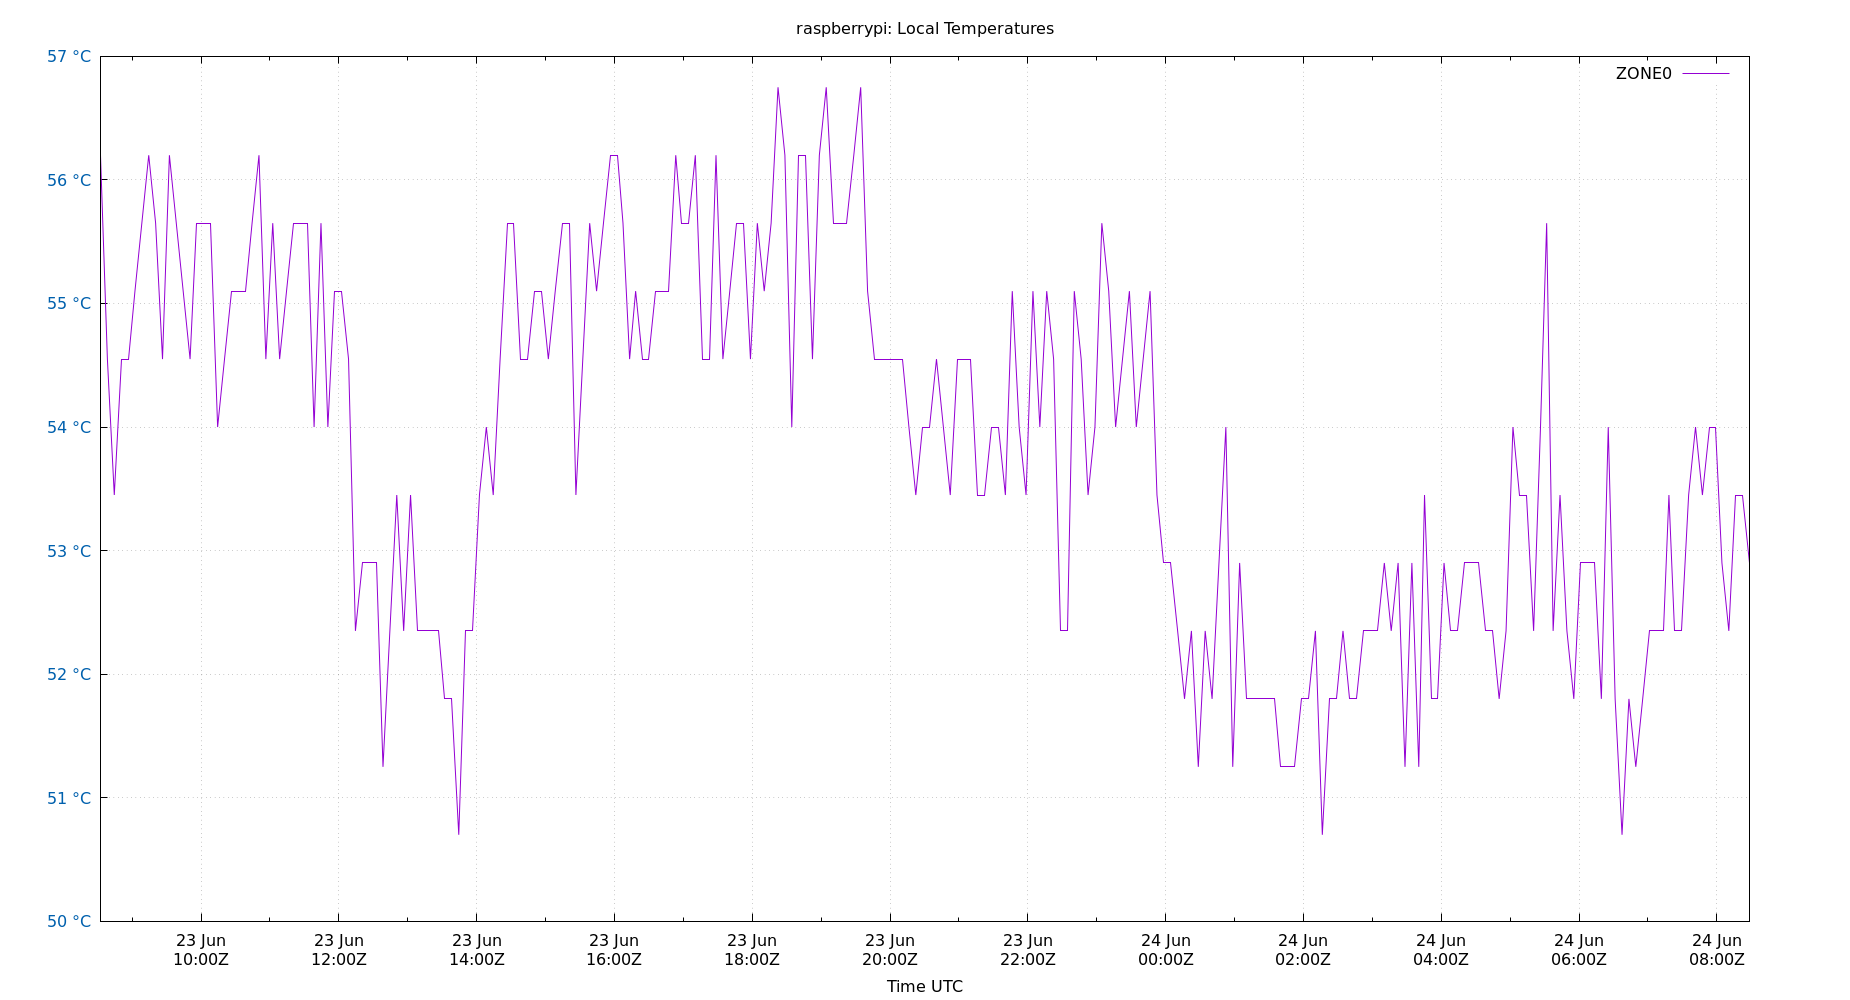 raspberrypi: Local Temperatures
57 °C
ZONE0
56 °C
55 °C
54 °C
53 °C
52 °C
51 °C
50 °C
23 Jun 23 Jun 23 Jun 23 Jun 23 Jun 23 Jun 23 Jun 24 Jun 24 Jun 24 Jun 24 Jun 24 Jun
10:00Z 12:00Z 14:00Z 16:00Z 18:00Z 20:00Z 22:00Z 00:00Z 02:00Z 04:00Z 06:00Z 08:00Z
Time UTC